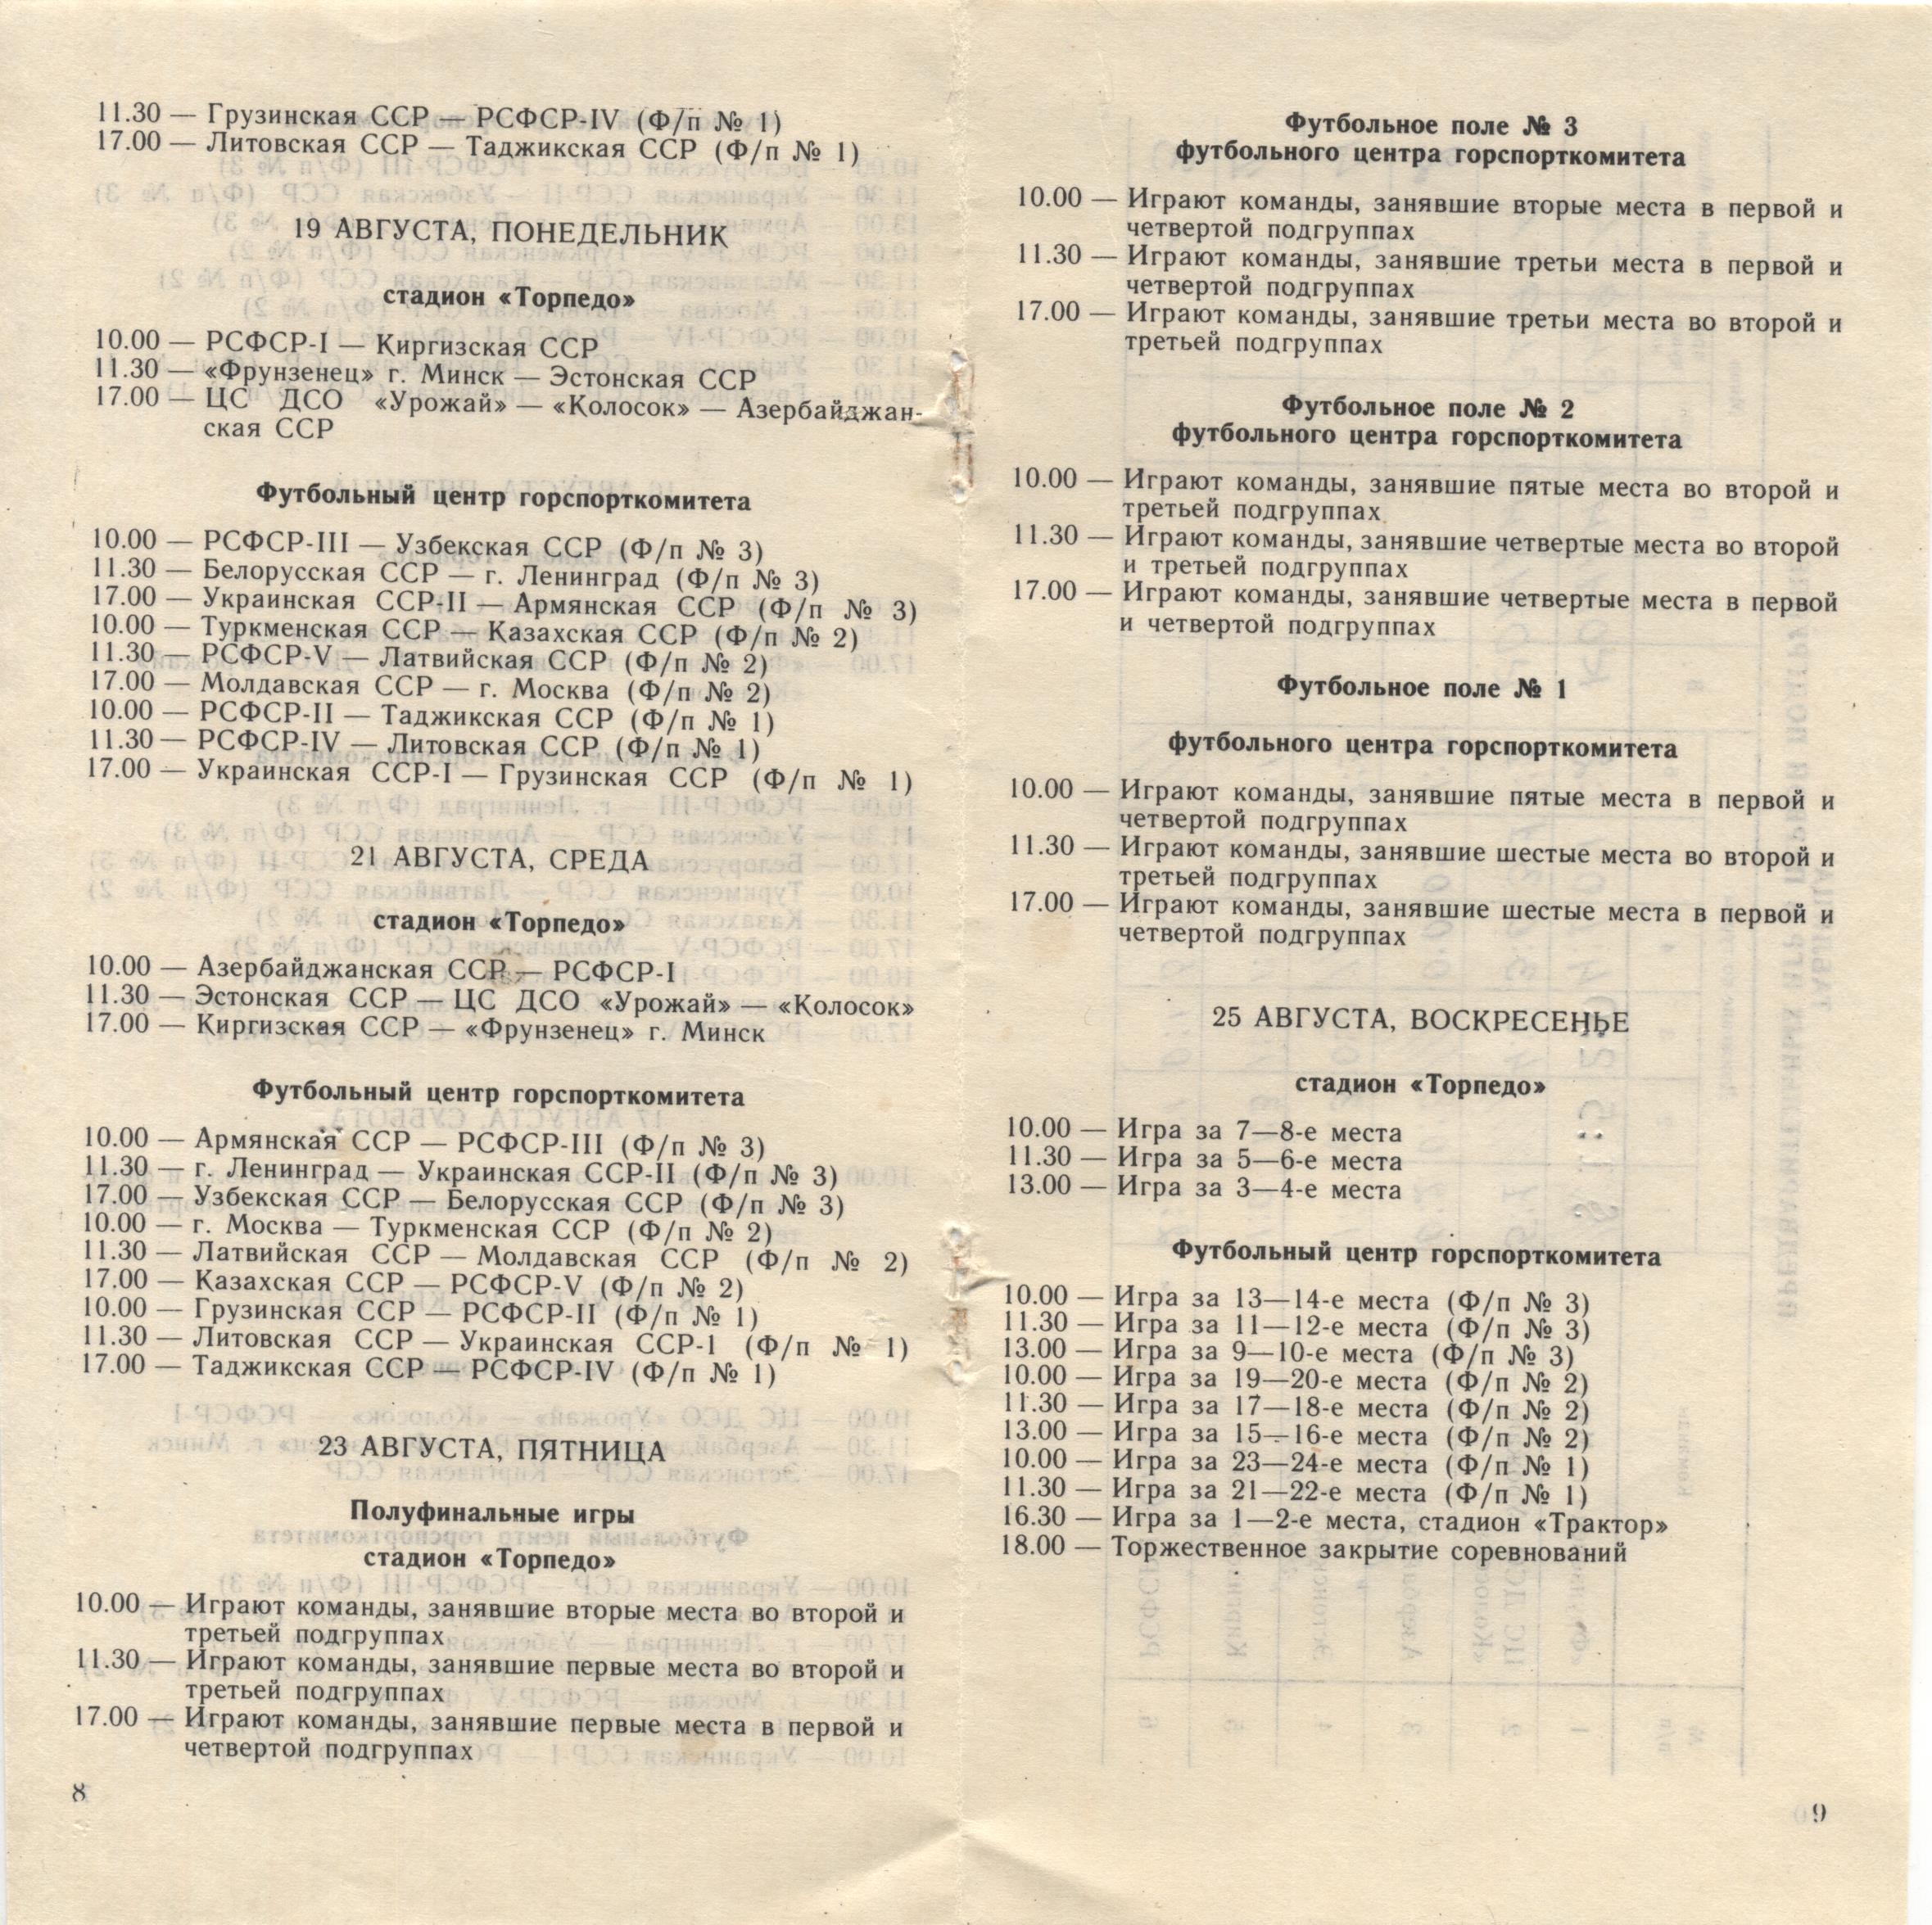 11.30 — Грузинская ССР — РСФСР-IV (Ф/п № 1)
17.00 — Литовская ССР — Таджикская ССР (Ф/п № 1)
19 АВГУСТА, ПОНЕДЕЛЬНИК
стадион «Торпедо»
10.00 — РСФСР-I — Киргизская ССР
11.30 — «Фрунзенец» г. Минск — Эстонская ССР
17.00 — ЦС ДСО «Урожай» — «Колосок» — Азербайджан-
ская ССР
Футбольный центр горспорткомитета
10.00 — РСФСР-III — Узбекская ССР (Ф/п № 3)
11.30 — Белорусская ССР — г. Ленинград (Ф/п № 3)
17.00 — Украинская ССР-II — Армянская ССР (Ф/п № 3)
10.00 — Туркменская ССР — Казахская ССР (Ф/п № 2)
11.30 — РСФСР-V — Латвийская ССР (Ф/п № 2)
17.00 — Молдавская ССР — г. Москва (Ф/п № 2)
10.00 — РСФСР-II — Таджикская ССР (Ф/п № 1)
11.30 — РСФСР-IV — Литовская ССР (Ф/п № 1)
17.00 — Украинская ССР-I — Грузинская ССР (Ф/п № 1)
21 АВГУСТА, СРЕДА
стадион «Торпедо»
10.00 — Азербайджанская ССР — РСФСР-I
11.30 — Эстонская ССР — ЦС ДСО «Урожай» — «Колосок»
17.00 — Киргизская ССР — «Фрунзенец» г. Минск
Футбольный центр горспорткомитета
10.00 — Армянская ССР — РСФСР-III (Ф/п № 3)
11.30 — г. Ленинград — Украинская ССР-II (Ф/п № 3)
17.00 — Узбекская ССР — Белорусская ССР (Ф/п № 3)
10.00 — г. Москва — Туркменская ССР (Ф/п № 2)
11.30 — Латвийская ССР — Молдавская ССР (Ф/п № 2)
17.00 — Казахская ССР — РСФСР-V (Ф/п № 2)
10.00 — Грузинская ССР — РСФСР-II (Ф/п № 1)
11.30 — Литовская ССР — Украинская ССР-1 (Ф/п № 1)
17.00 — Таджикская ССР — РСФСР-IV (Ф/п № 1)
23 АВГУСТА, ПЯТНИЦА
Полуфинальные игры
стадион «Торпедо»
10.00 — Играют команды, занявшие вторые места во второй и
третьей подгруппах
11.30 — Играют команды, занявшие первые места во второй и
третьей подгруппах
17.00 — Играют команды, занявшие первые места в первой и
четвертой подгруппах
8
Футбольное поле № 3
футбольного центра горспорткомитета
10.00 — Играют команды, занявшие вторые места в первой и
четвертой подгруппах
11.30 — Играют команды, занявшие третьи места в первой и
четвертой подгруппах
17.00 — Играют команды, занявшие третьи места во второй и
третьей подгруппах
Футбольное поле № 2
футбольного центра горспорткомитета
10.00 — Играют команды, занявшие пятые места во второй и
третьей подгруппах
11.30 — Играют команды, занявшие четвертые места во второй
и третьей подгруппах
17.00 — Играют команды, занявшие четвертые места в первой
и четвертой подгруппах
Футбольное поле № 1
футбольного центра горспорткомитета
10.00 — Играют команды, занявшие пятые места в первой и
четвертой подгруппах
11.30 — Играют команды, занявшие шестые места во второй и
третьей подгруппах
17.00 — Играют команды, занявшие шестые места в первой и
четвертой подгруппах
25 АВГУСТА, ВОСКРЕСЕНЬЕ
стадион «Торпедо»
10.00 — Игра за 7—8-е места
11.30 — Игра за 5—6-е места
13.00 — Игра за 3—4-е места
Футбольный центр горспорткомитета
10.00 — Игра за 13—14-е места (Ф/п № 3)
11.30 — Игра за 11—12-е места (Ф/п № 3)
13.00 — Игра за 9—10-е места (Ф/п № 3)
10.00 — Игра за 19—20-е места (Ф/п № 2)
11.30 — Игра за 17—18-е места (Ф/п № 2)
13.00 — Игра за 15—16-е места (Ф/п № 2)
10.00 — Игра за 23—24-е места (Ф/п № 1)
11.30 — Игра за 21—22-е места (Ф/п № 1)
16.30 — Игра за 1—2-е места, стадион «Трактор»
18.00 — Торжественное закрытие соревнований
9